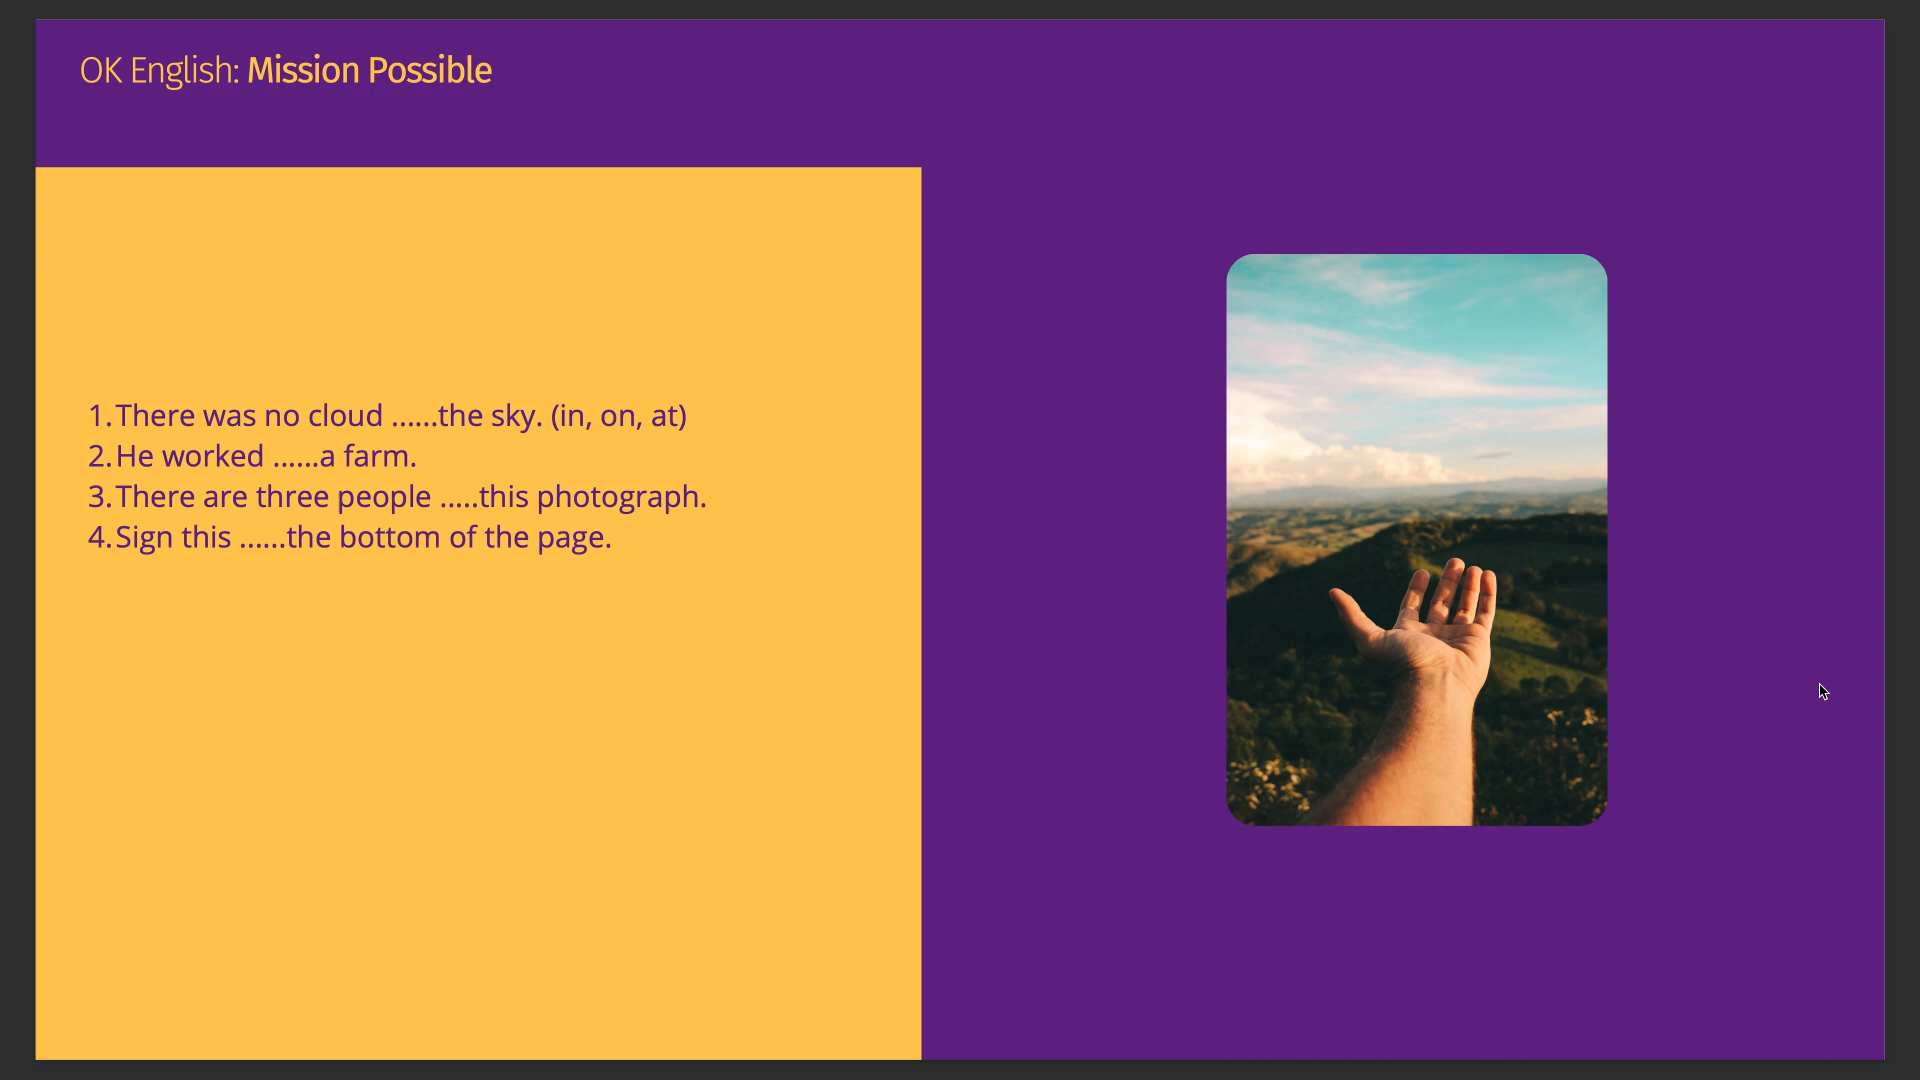 OK English: Mission Possible
1. There was no cloud ......the sky. (in, on, at)
2. He worked ......a farm.
3. There are three people .....this photograph.
4. Sign this ......the bottom of the page.